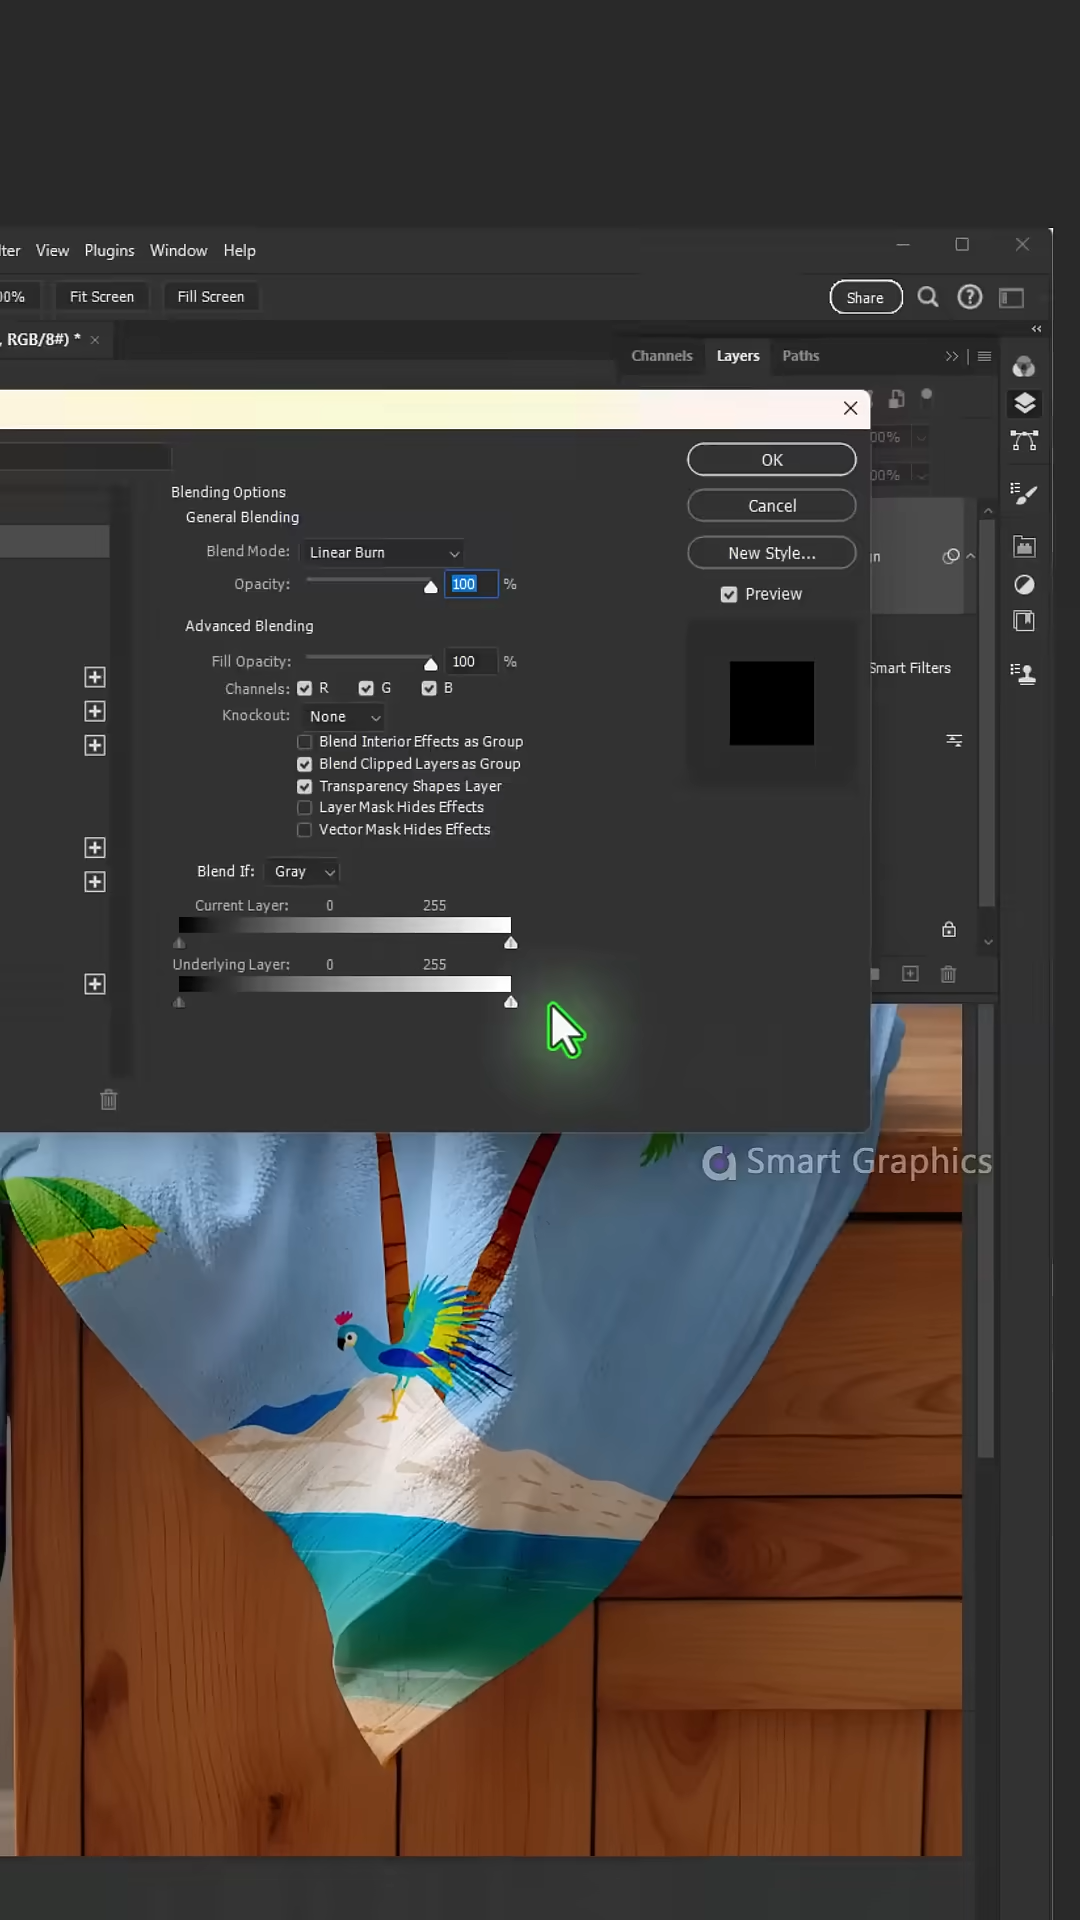 lter View Plugins Window Help
00% Fit Screen Fill Screen Share
, RGB/8#) * ×
Channels Layers Paths
00%
OK
00%
Blending Options
Cancel
General Blending
Blend Mode: Linear Burn
New Style...
gn
Opacity: 100 %
Preview
Advanced Blending
Fill Opacity: 100 %
Smart Filters
Channels: R G B
Knockout: None
Blend Interior Effects as Group
Blend Clipped Layers as Group
Transparency Shapes Layer
Layer Mask Hides Effects
Vector Mask Hides Effects
Blend If: Gray
Current Layer: 0 255
Underlying Layer: 0 255
Smart Graphics